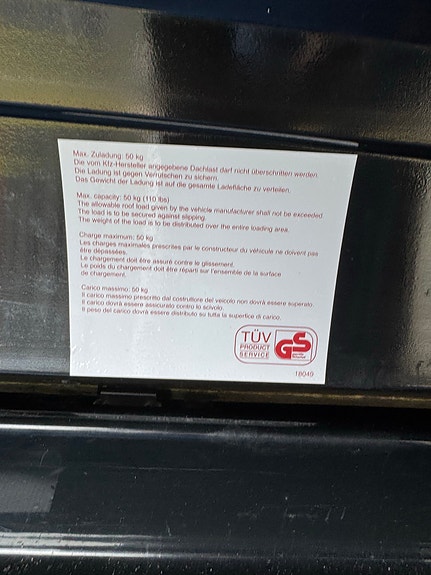 Max. Zuladung: 50 kg
Die vom Kfz-Hersteller angegebene Dachlast darf nicht überschritten werden.
Die Ladung ist gegen Verrutschen zu sichern.
Das Gewicht der Ladung ist auf die gesamte Ladefläche zu verteilen.
Max. capacity: 50 kg (110 lbs)
The allowable roof load given by the vehicle manufacturer shall not be exceeded.
The load is to be secured against slipping.
The weight of the load is to be distributed over the entire loading area.
Charge maximum: 50 kg
Les charges maximales prescrites par le constructeur du véhicule ne doivent pas
être dépassées.
Le chargement doit être assuré contre le glissement.
Le poids du chargement doit être réparti sur l'ensemble de la surface
de chargement.
Carico massimo: 50 kg
Il carico massimo prescritto dal costruttore del veicolo non dovrà essere superato.
Il carico dovrà essere assicurato contro lo scivolo.
Il peso del carico dovrà essere distribuito su tutta la superfice di carico.
TÜV
PRODUCT
SERVICE
GS
18049